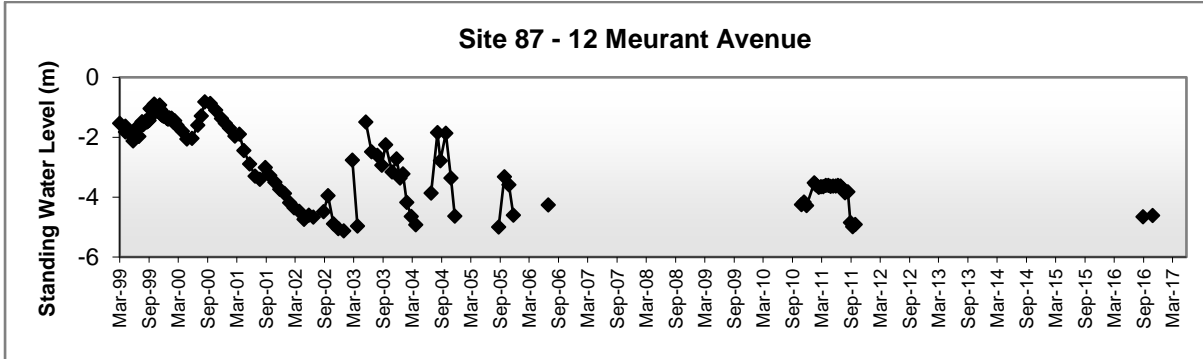 Site 87 - 12 Meurant Avenue
Standing Water Level (m)
0
-2
-4
-6
Mar-99
Sep-99
Mar-00
Sep-00
Mar-01
Sep-01
Mar-02
Sep-02
Mar-03
Sep-03
Mar-04
Sep-04
Mar-05
Sep-05
Mar-06
Sep-06
Mar-07
Sep-07
Mar-08
Sep-08
Mar-09
Sep-09
Mar-10
Sep-10
Mar-11
Sep-11
Mar-12
Sep-12
Mar-13
Sep-13
Mar-14
Sep-14
Mar-15
Sep-15
Mar-16
Sep-16
Mar-17